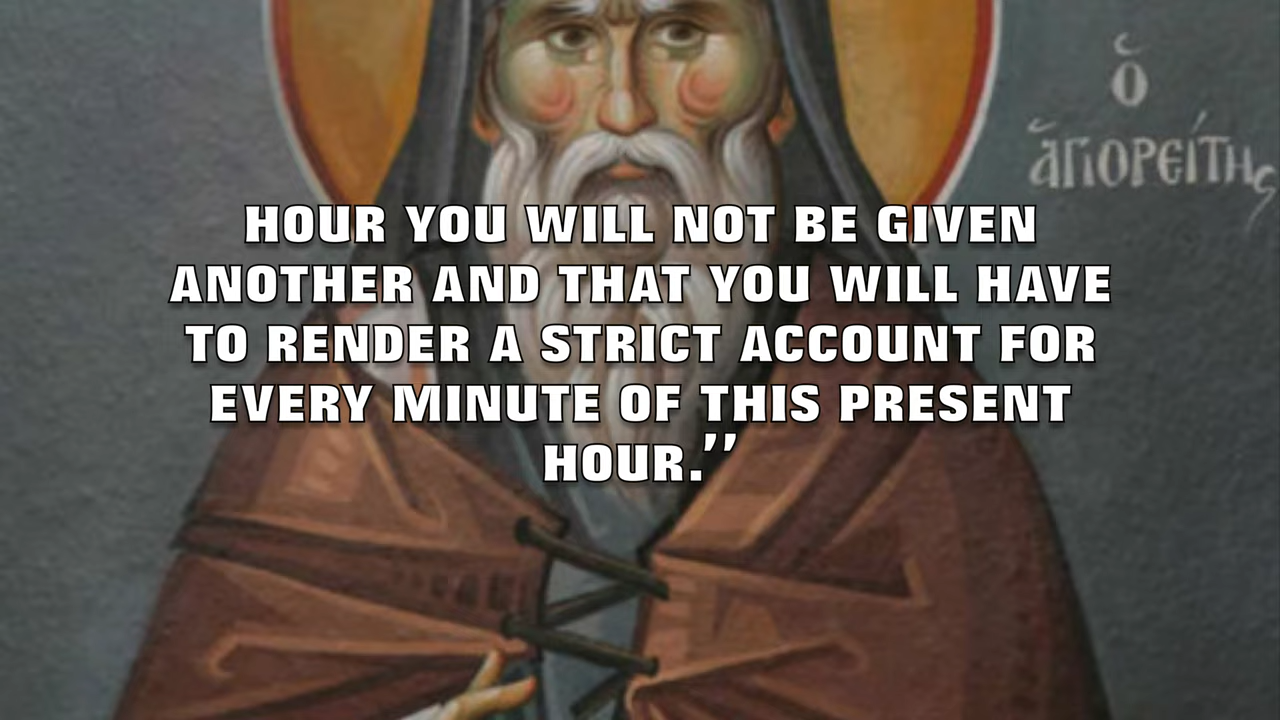 ὁ
ἁΓΙΟΡΕΊΤΗς
HOUR YOU WILL NOT BE GIVEN
ANOTHER AND THAT YOU WILL HAVE
TO RENDER A STRICT ACCOUNT FOR
EVERY MINUTE OF THIS PRESENT
HOUR.’’